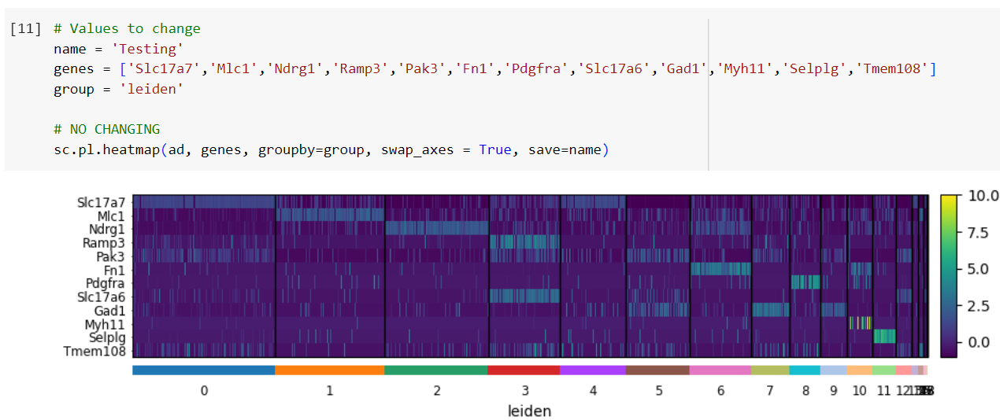 [11] # Values to change
name = 'Testing'
genes = ['Slc17a7','Mlc1','Ndrg1','Ramp3','Pak3','Fn1','Pdgfra','Slc17a6','Gad1','Myh11','Selplg','Tmem108']
group = 'leiden'
# NO CHANGING
sc.pl.heatmap(ad, genes, groupby=group, swap_axes = True, save=name)
Slc17a7
Mlc1
Ndrg1
Ramp3
Pak3
Fn1
Pdgfra
Slc17a6
Gad1
Myh11
Selplg
Tmem108
10.0
7.5
5.0
2.5
0.0
0 1 2 3 4 5 6 7 8 9 10 11 12
leiden